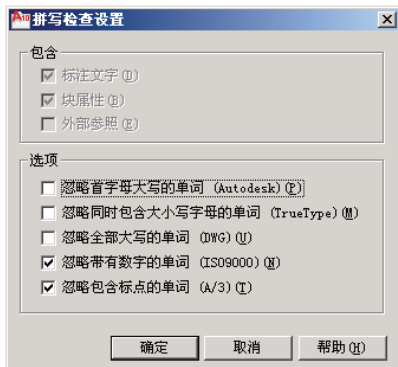 A10 拼写检查设置
包含
标注文字(D)
块属性(B)
外部参照(E)
选项
忽略首字母大写的单词 (Autodesk)(P)
忽略同时包含大小写字母的单词 (TrueType)(M)
忽略全部大写的单词 (DWG)(U)
忽略带有数字的单词 (ISO9000)(N)
忽略包含标点的单词 (A/3)(T)
确定 取消 帮助(H)